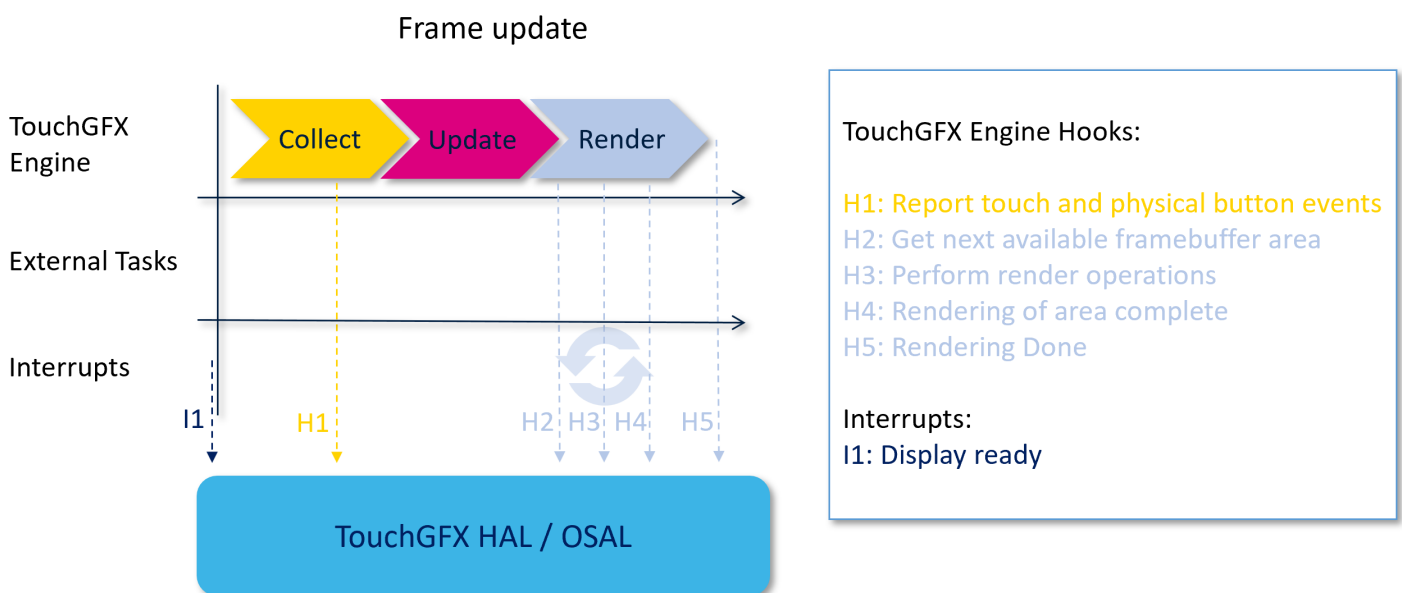 Frame update
TouchGFX
Engine
Collect
Update
Render
External Tasks
Interrupts
I1
H1
H2
H3
H4
H5
TouchGFX HAL / OSAL
TouchGFX Engine Hooks:
H1: Report touch and physical button events
H2: Get next available framebuffer area
H3: Perform render operations
H4: Rendering of area complete
H5: Rendering Done
Interrupts:
I1: Display ready